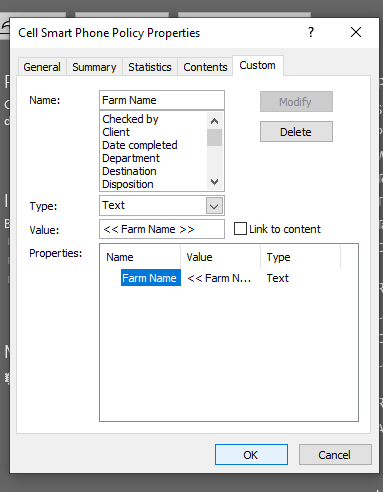 Cell Smart Phone Policy Properties
?
General Summary Statistics Contents Custom
Name:
Farm Name
Modify
Checked by
Client
Date completed
Department
Destination
Disposition
Delete
Type:
Text
Value:
<< Farm Name >>
Link to content
Properties:
Name Value Type
Farm Name << Farm N... Text
OK
Cancel